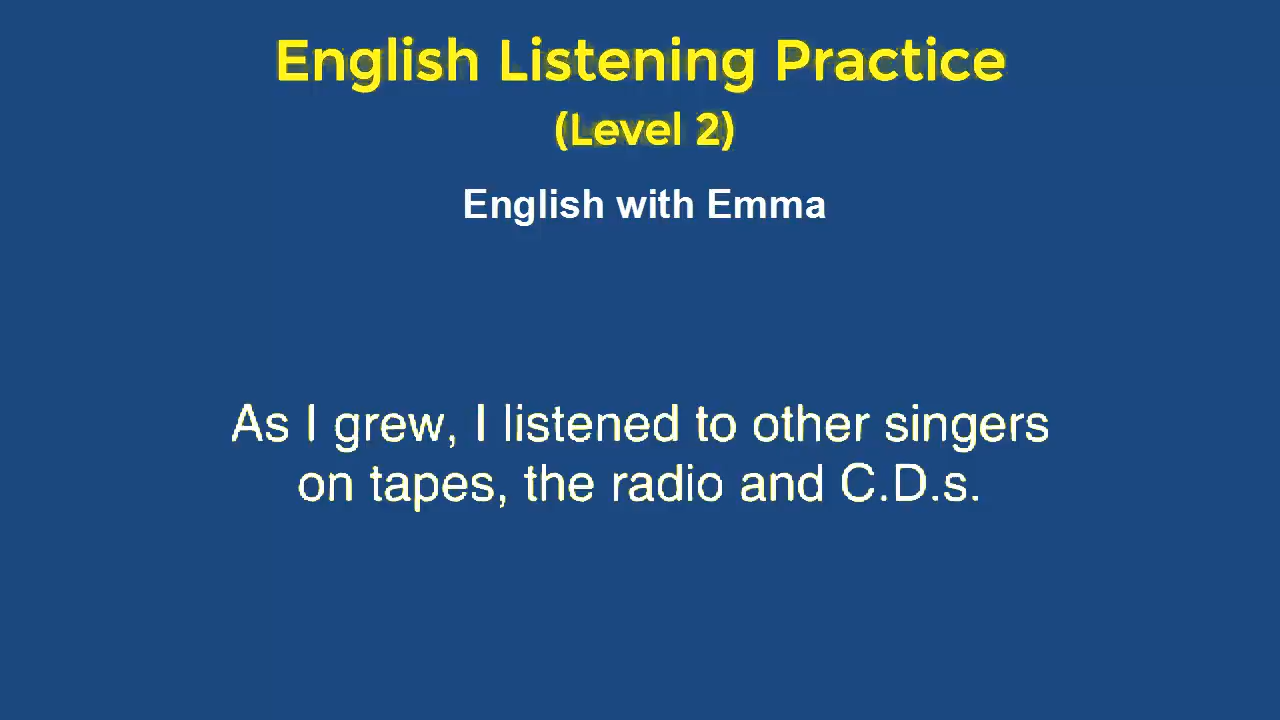 English Listening Practice
(Level 2)
English with Emma
As I grew, I listened to other singers
on tapes, the radio and C.D.s.